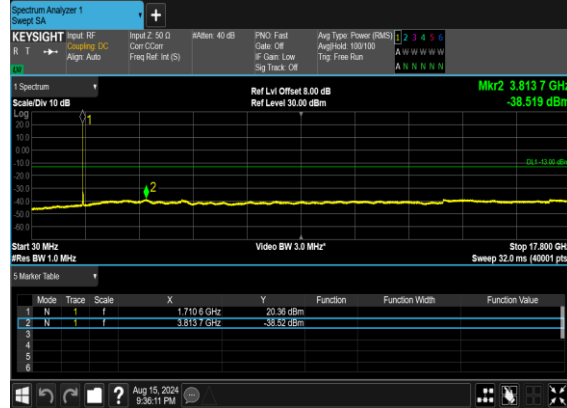 Spectrum Analyzer 1
Swept SA
+
KEYSIGHT Input: RF Input Z: 50 Ω #Atten: 40 dB PNO: Fast Avg Type: Power (RMS) 1 2 3 4 5 6
R T Coupling: DC Corr CCorr Gate: Off Avg|Hold: 100/100 A W W W W W
Align: Auto Freq Ref: Int (S) IF Gain: Low Trig: Free Run
Sig Track: Off A N N N N N
1 Spectrum Ref Lvl Offset 8.00 dB Mkr2 3.813 7 GHz
Scale/Div 10 dB Ref Level 30.00 dBm -38.519 dBm
Log
20.0
10.0
0.00
-10.0
-20.0
-30.0
-40.0
-50.0
-60.0
1
2
DL1 -13.00 dBm
Start 30 MHz Video BW 3.0 MHz* Stop 17.800 GHz
#Res BW 1.0 MHz Sweep 32.0 ms (40001 pts
5 Marker Table
Mode Trace Scale X Y Function Function Width Function Value
1 N 1 f 1.710 6 GHz 20.36 dBm
2 N 1 f 3.813 7 GHz -38.52 dBm
3
4
5
6
? Aug 15, 2024
9:36:11 PM